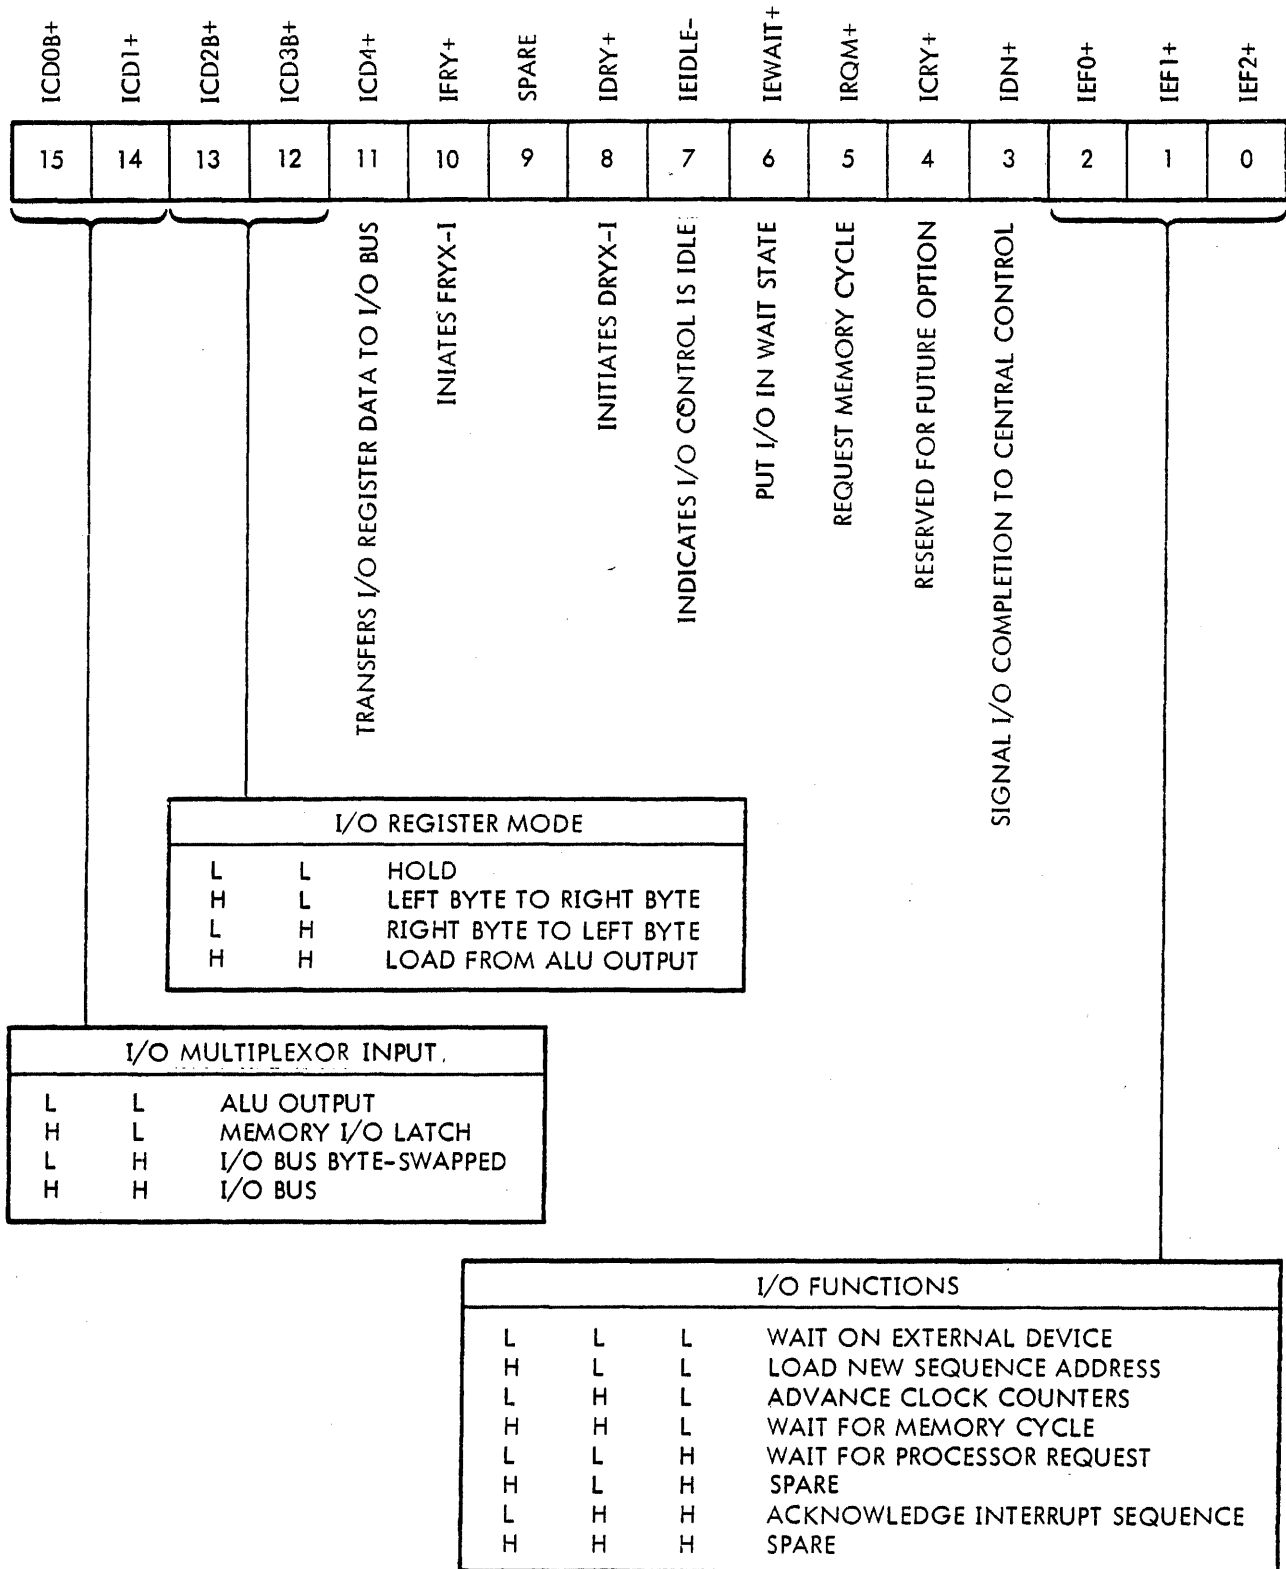 ICD0B+ ICD1+ ICD2B+ ICD3B+ ICD4+ IFRY+ SPARE IDRY+ IEIDLE- IEWAIT+ IRQM+ ICRY+ IDN+ IEF0+ IEF1+ IEF2+
15 14 13 12 11 10 9 8 7 6 5 4 3 2 1 0
TRANSFERS I/O REGISTER DATA TO I/O BUS
INIATES FRYX-I
INITIATES DRYX-I
INDICATES I/O CONTROL IS IDLE
PUT I/O IN WAIT STATE
REQUEST MEMORY CYCLE
RESERVED FOR FUTURE OPTION
SIGNAL I/O COMPLETION TO CENTRAL CONTROL
I/O REGISTER MODE
L L HOLD
H L LEFT BYTE TO RIGHT BYTE
L H RIGHT BYTE TO LEFT BYTE
H H LOAD FROM ALU OUTPUT
I/O MULTIPLEXOR INPUT
L L ALU OUTPUT
H L MEMORY I/O LATCH
L H I/O BUS BYTE-SWAPPED
H H I/O BUS
I/O FUNCTIONS
L L L WAIT ON EXTERNAL DEVICE
H L L LOAD NEW SEQUENCE ADDRESS
L H L ADVANCE CLOCK COUNTERS
H H L WAIT FOR MEMORY CYCLE
L L H WAIT FOR PROCESSOR REQUEST
H L H SPARE
L H H ACKNOWLEDGE INTERRUPT SEQUENCE
H H H SPARE